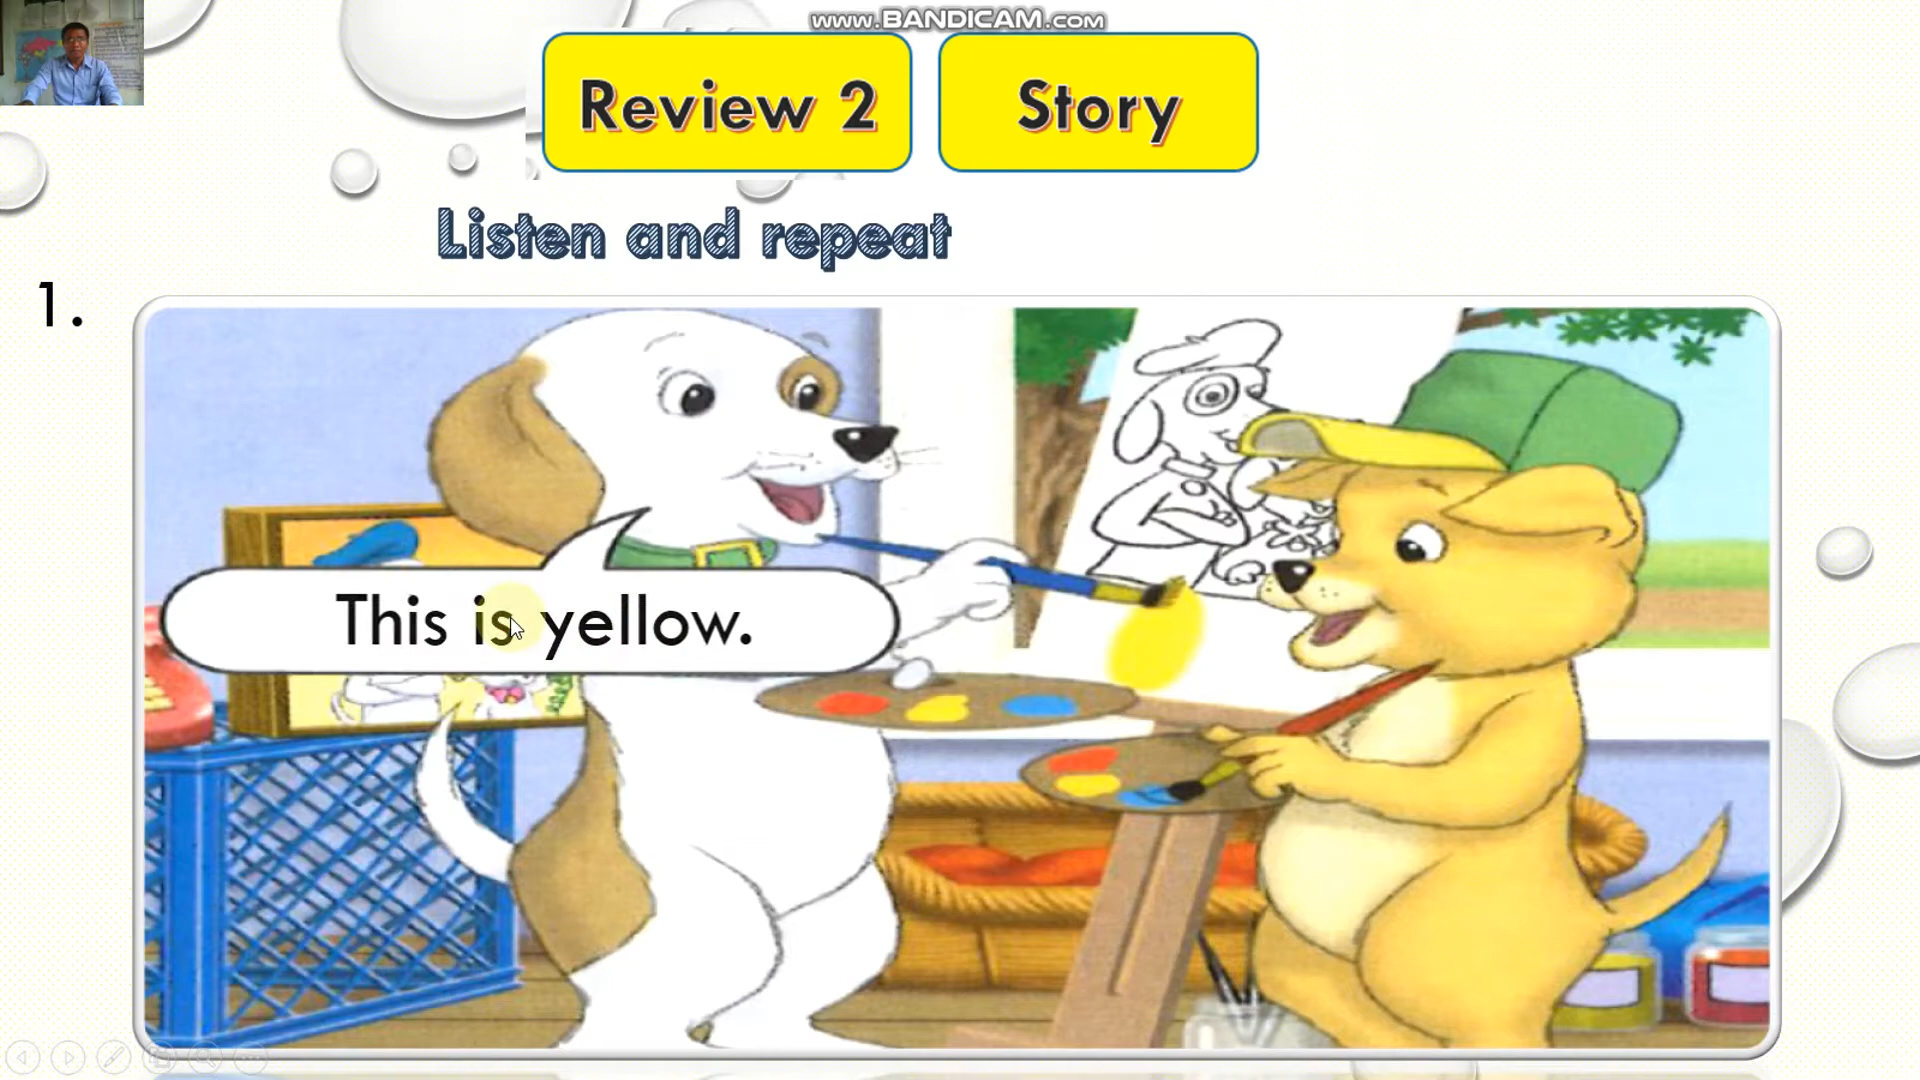 www.BANDICAM.com
Review 2
Story
Listen and repeat
1.
This is yellow.